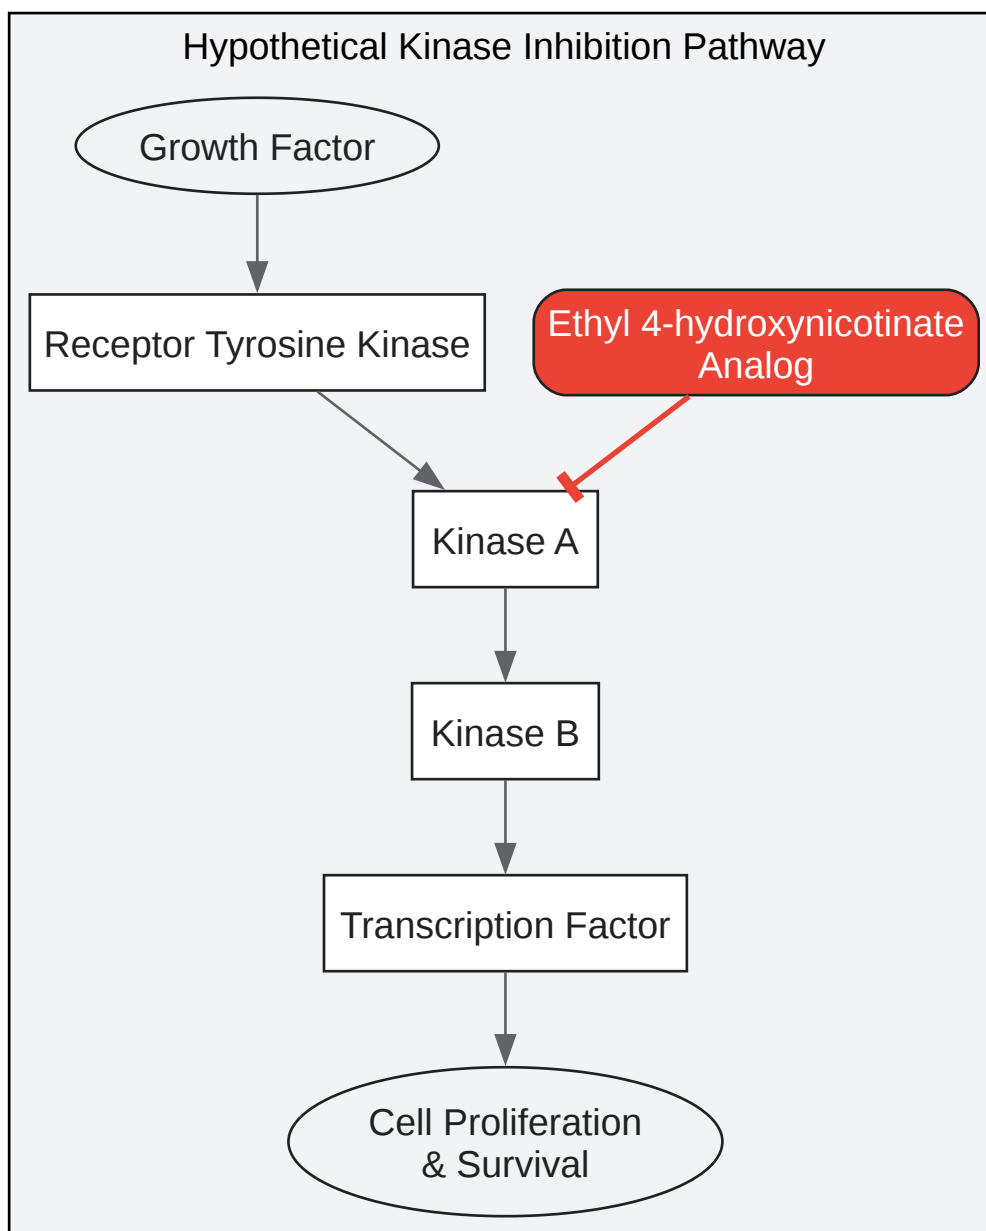 Hypothetical Kinase Inhibition Pathway
Growth Factor
Receptor Tyrosine Kinase
Ethyl 4-hydroxynicotinate
Analog
Kinase A
Kinase B
Transcription Factor
Cell Proliferation
& Survival